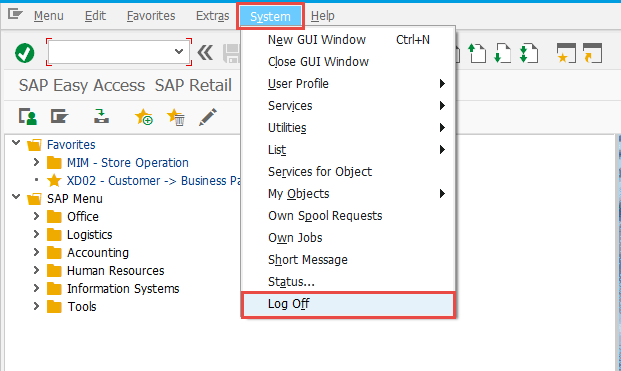 Menu Edit Favorites Extras System Help
New GUI Window Ctrl+N
Close GUI Window
User Profile
Services
Utilities
List
Services for Object
My Objects
Own Spool Requests
Own Jobs
Short Message
Status...
Log Off
SAP Easy Access SAP Retail
Favorites
MIM - Store Operation
XD02 - Customer -> Business Pa
SAP Menu
Office
Logistics
Accounting
Human Resources
Information Systems
Tools